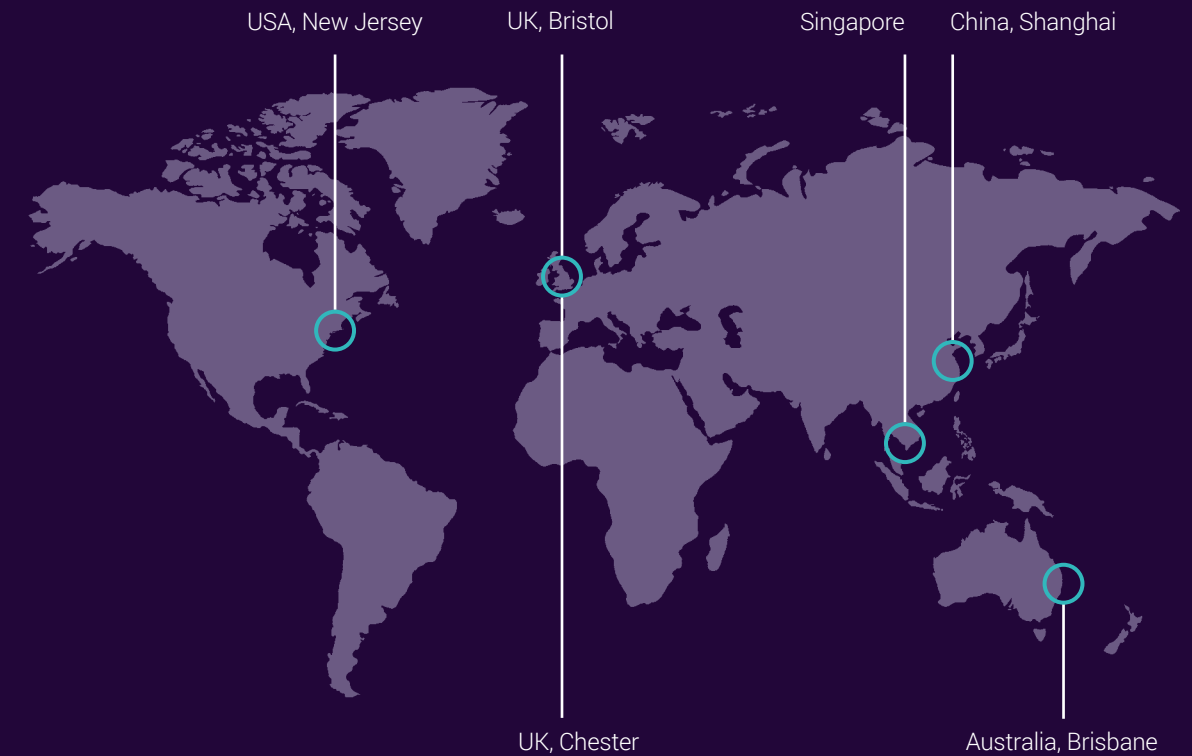 USA, New Jersey
UK, Bristol
Singapore
China, Shanghai
UK, Chester
Australia, Brisbane